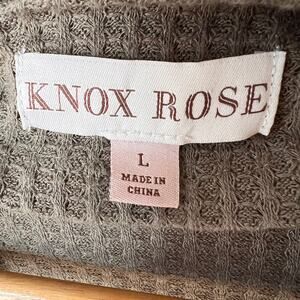 KNOX ROSE
L
MADE IN
CHINA